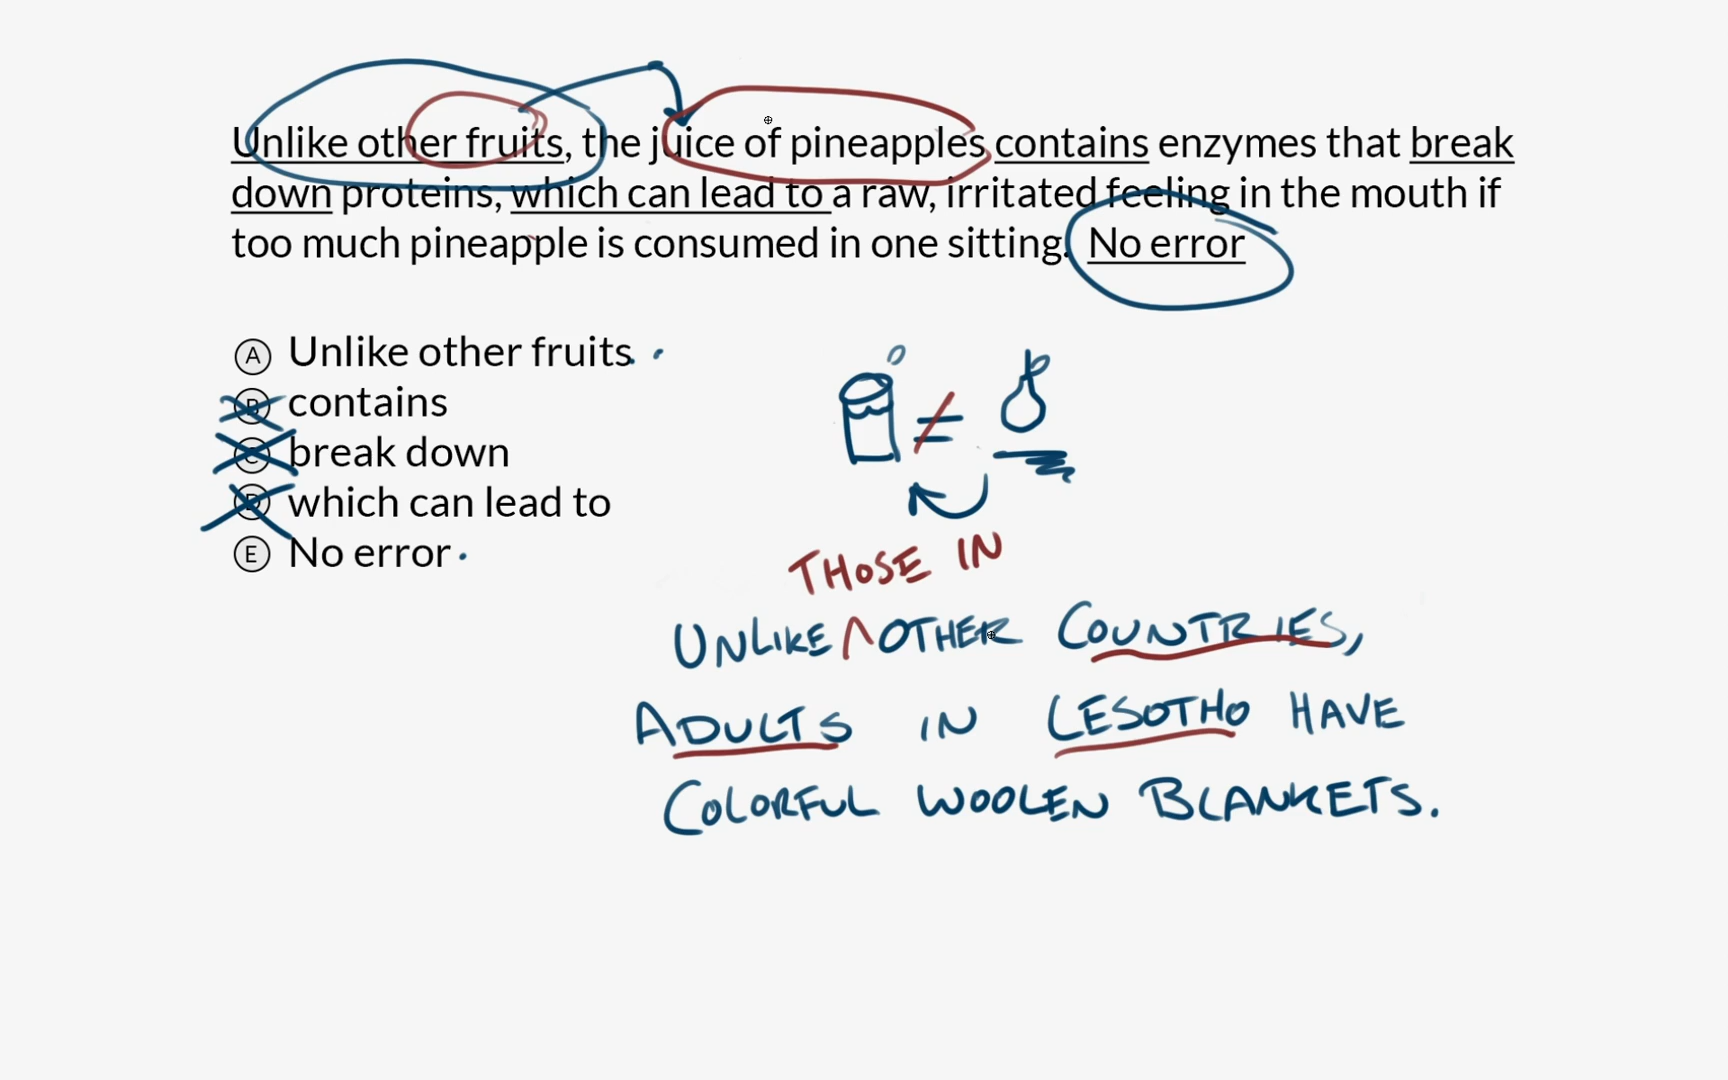 Unlike other fruits, the juice of pineapples contains enzymes that break
down proteins, which can lead to a raw, irritated feeling in the mouth if
too much pineapple is consumed in one sitting. No error
A Unlike other fruits
B contains
C break down
D which can lead to
E No error
THOSE IN
UNLIKE ^ OTHER COUNTRIES,
ADULTS IN LESOTHO HAVE
COLORFUL WOOLEN BLANKETS.